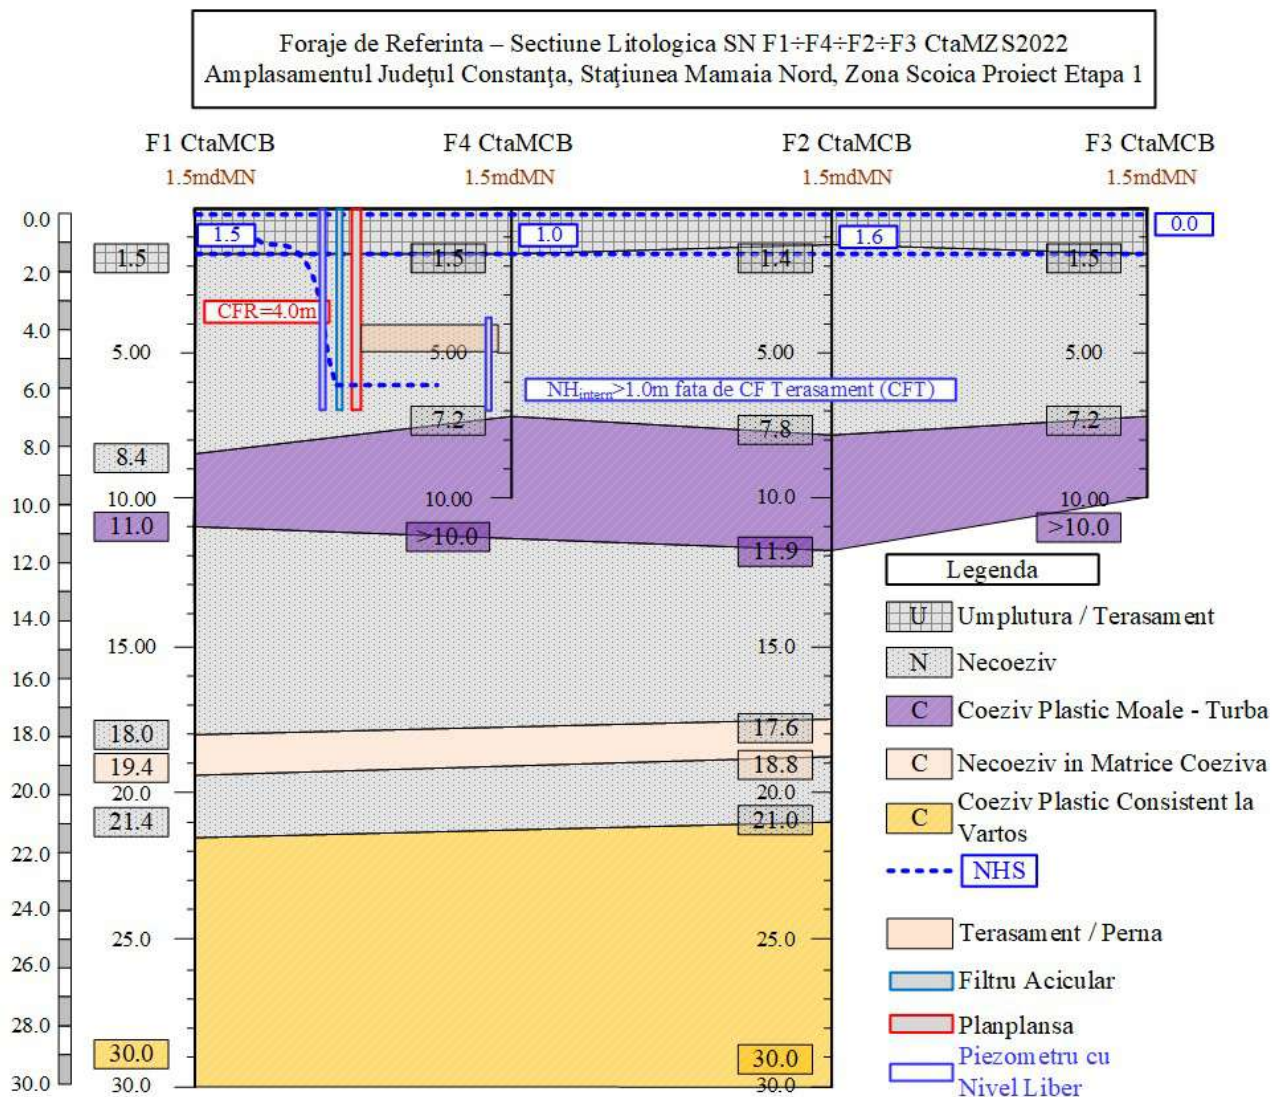 Foraje de Referinta – Sectiune Litologica SN F1÷F4÷F2÷F3 CtaMZS2022
Amplasamentul Județul Constanța, Stațiunea Mamaia Nord, Zona Scoica Proiect Etapa 1
F1 CtaMCB F4 CtaMCB F2 CtaMCB F3 CtaMCB
1.5mdMN 1.5mdMN 1.5mdMN 1.5mdMN
0.0 0.0
1.5 1.0 1.6
1.5 1.5 1.4 1.5
2.0
CFR=4.0m
4.0
5.00 5.00 5.00 5.00
6.0
NHintern>1.0m fata de CF Terasament (CFT)
7.2 7.8 7.2
8.0
8.4
10.00 10.00 10.0 10.00
10.0
11.0 >10.0 11.9 >10.0
12.0
14.0
15.00 15.0
16.0
18.0
18.0 17.6
19.4 18.8
20.0
20.0 20.0
21.4 21.0
22.0
24.0
25.0 25.0
26.0
28.0
30.0 30.0
30.0 30.0 30.0
Legenda
U Umplutura / Terasament
N Necoeziv
C Coeziv Plastic Moale - Turba
C Necoeziv in Matrice Coeziva
C Coeziv Plastic Consistent la
Vartos
NHS
Terasament / Perna
Filtru Acicular
Planplansa
Piezometru cu
Nivel Liber